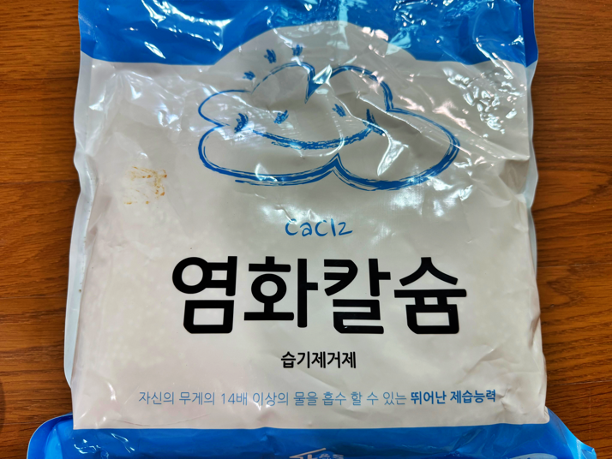 CaCl2
염화칼슘
습기제거제
자신의 무게의 14배 이상의 물을 흡수 할 수 있는 뛰어난 제습능력